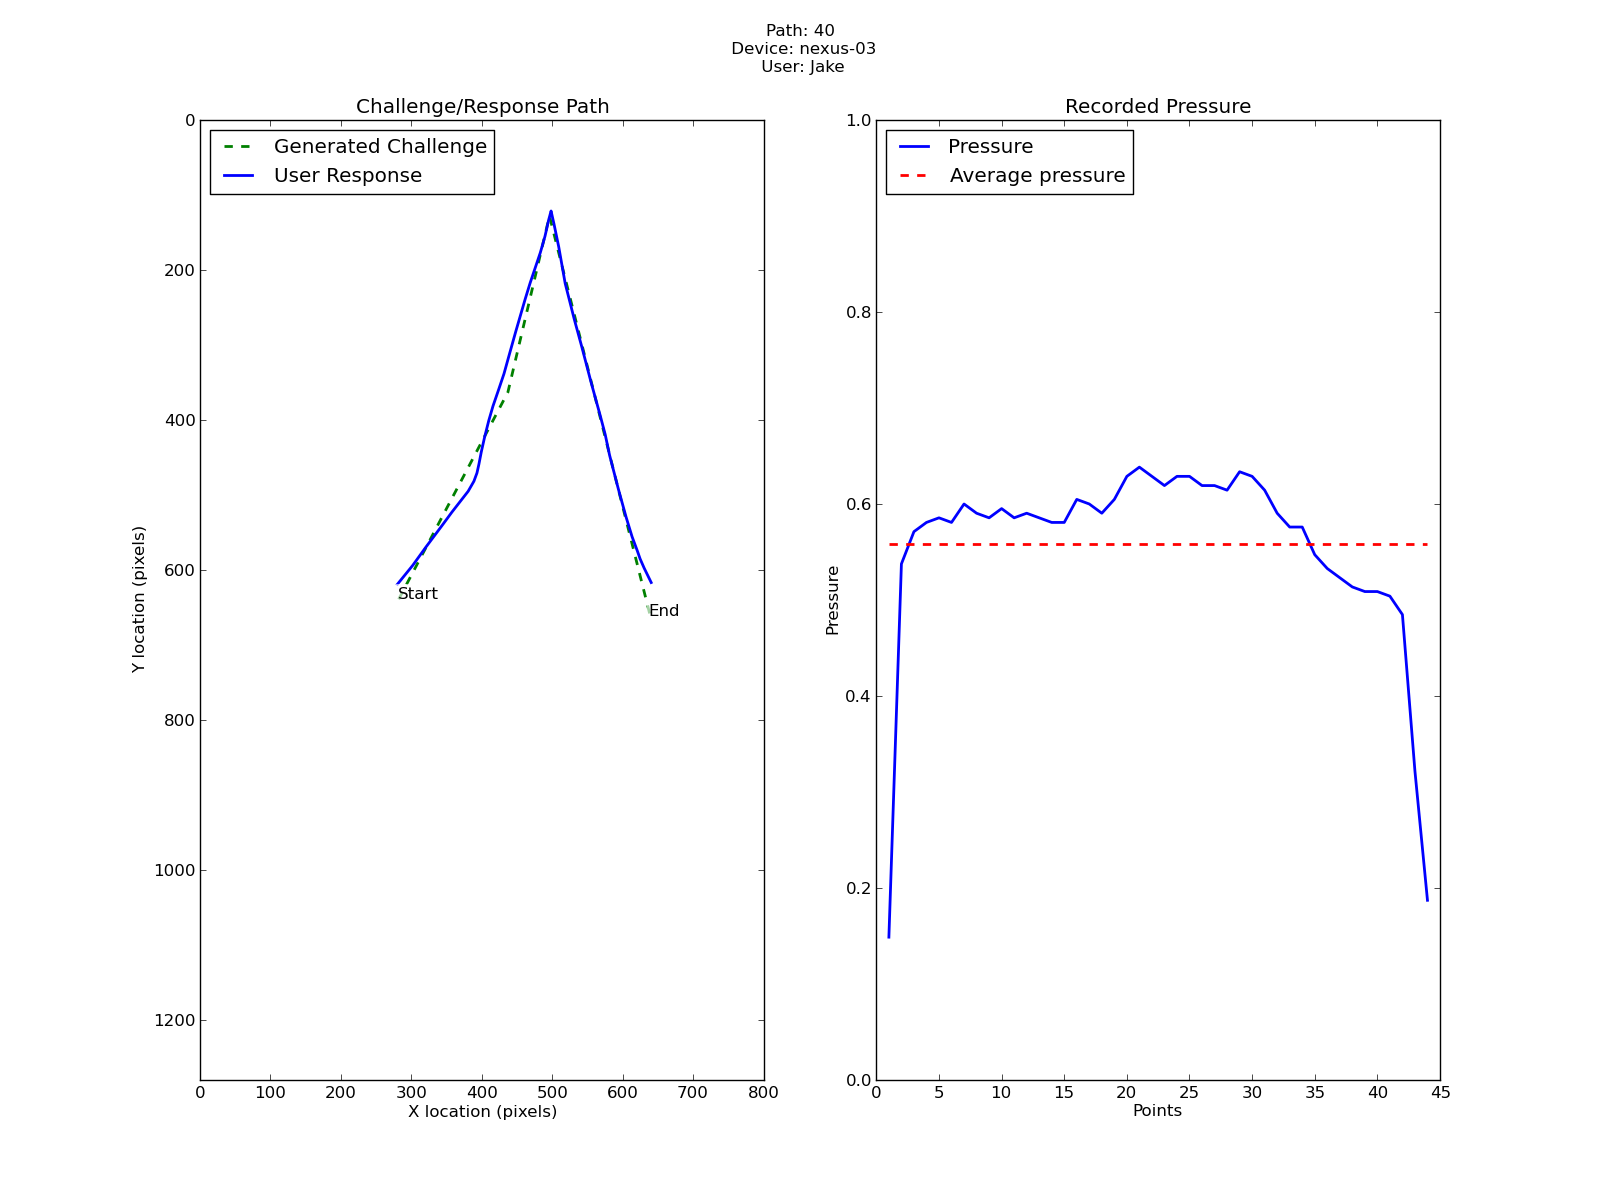 Path: 40
Device: nexus-03
User: Jake
Challenge/Response Path
Generated Challenge
User Response
0
200
400
600
800
1000
1200
Y location (pixels)
Start
End
0 100 200 300 400 500 600 700 800
X location (pixels)
Recorded Pressure
Pressure
Average pressure
1.0
0.8
0.6
0.4
0.2
0.0
Pressure
0 5 10 15 20 25 30 35 40 45
Points